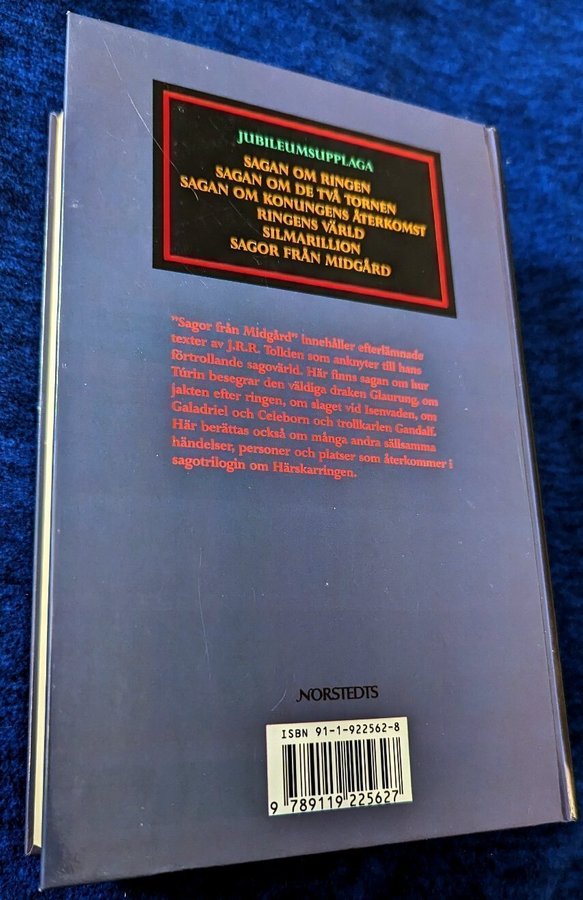 JUBILEUMSUPPLAGA
SAGAN OM RINGEN
SAGAN OM DE TVÅ TORNEN
SAGAN OM KONUNGENS ÅTERKOMST
RINGENS VÄRLD
SILMARILLION
SAGOR FRÅN MIDGÅRD
”Sagor från Midgård” innehåller efterlämnade
texter av J.R.R. Tolkien som anknyter till hans
förtrollande sagovärld. Här finns sagan om hur
Túrin besegrar den väldiga draken Glaurung, om
jakten efter ringen, om slaget vid Isenvaden, om
Galadriel och Celeborn och trollkarlen Gandalf.
Här berättas också om många andra sällsamma
händelser, personer och platser som återkommer i
sagotrilogin om Härskarringen.
NORSTEDTS
ISBN 91-1-922562-8
9 789119 225627